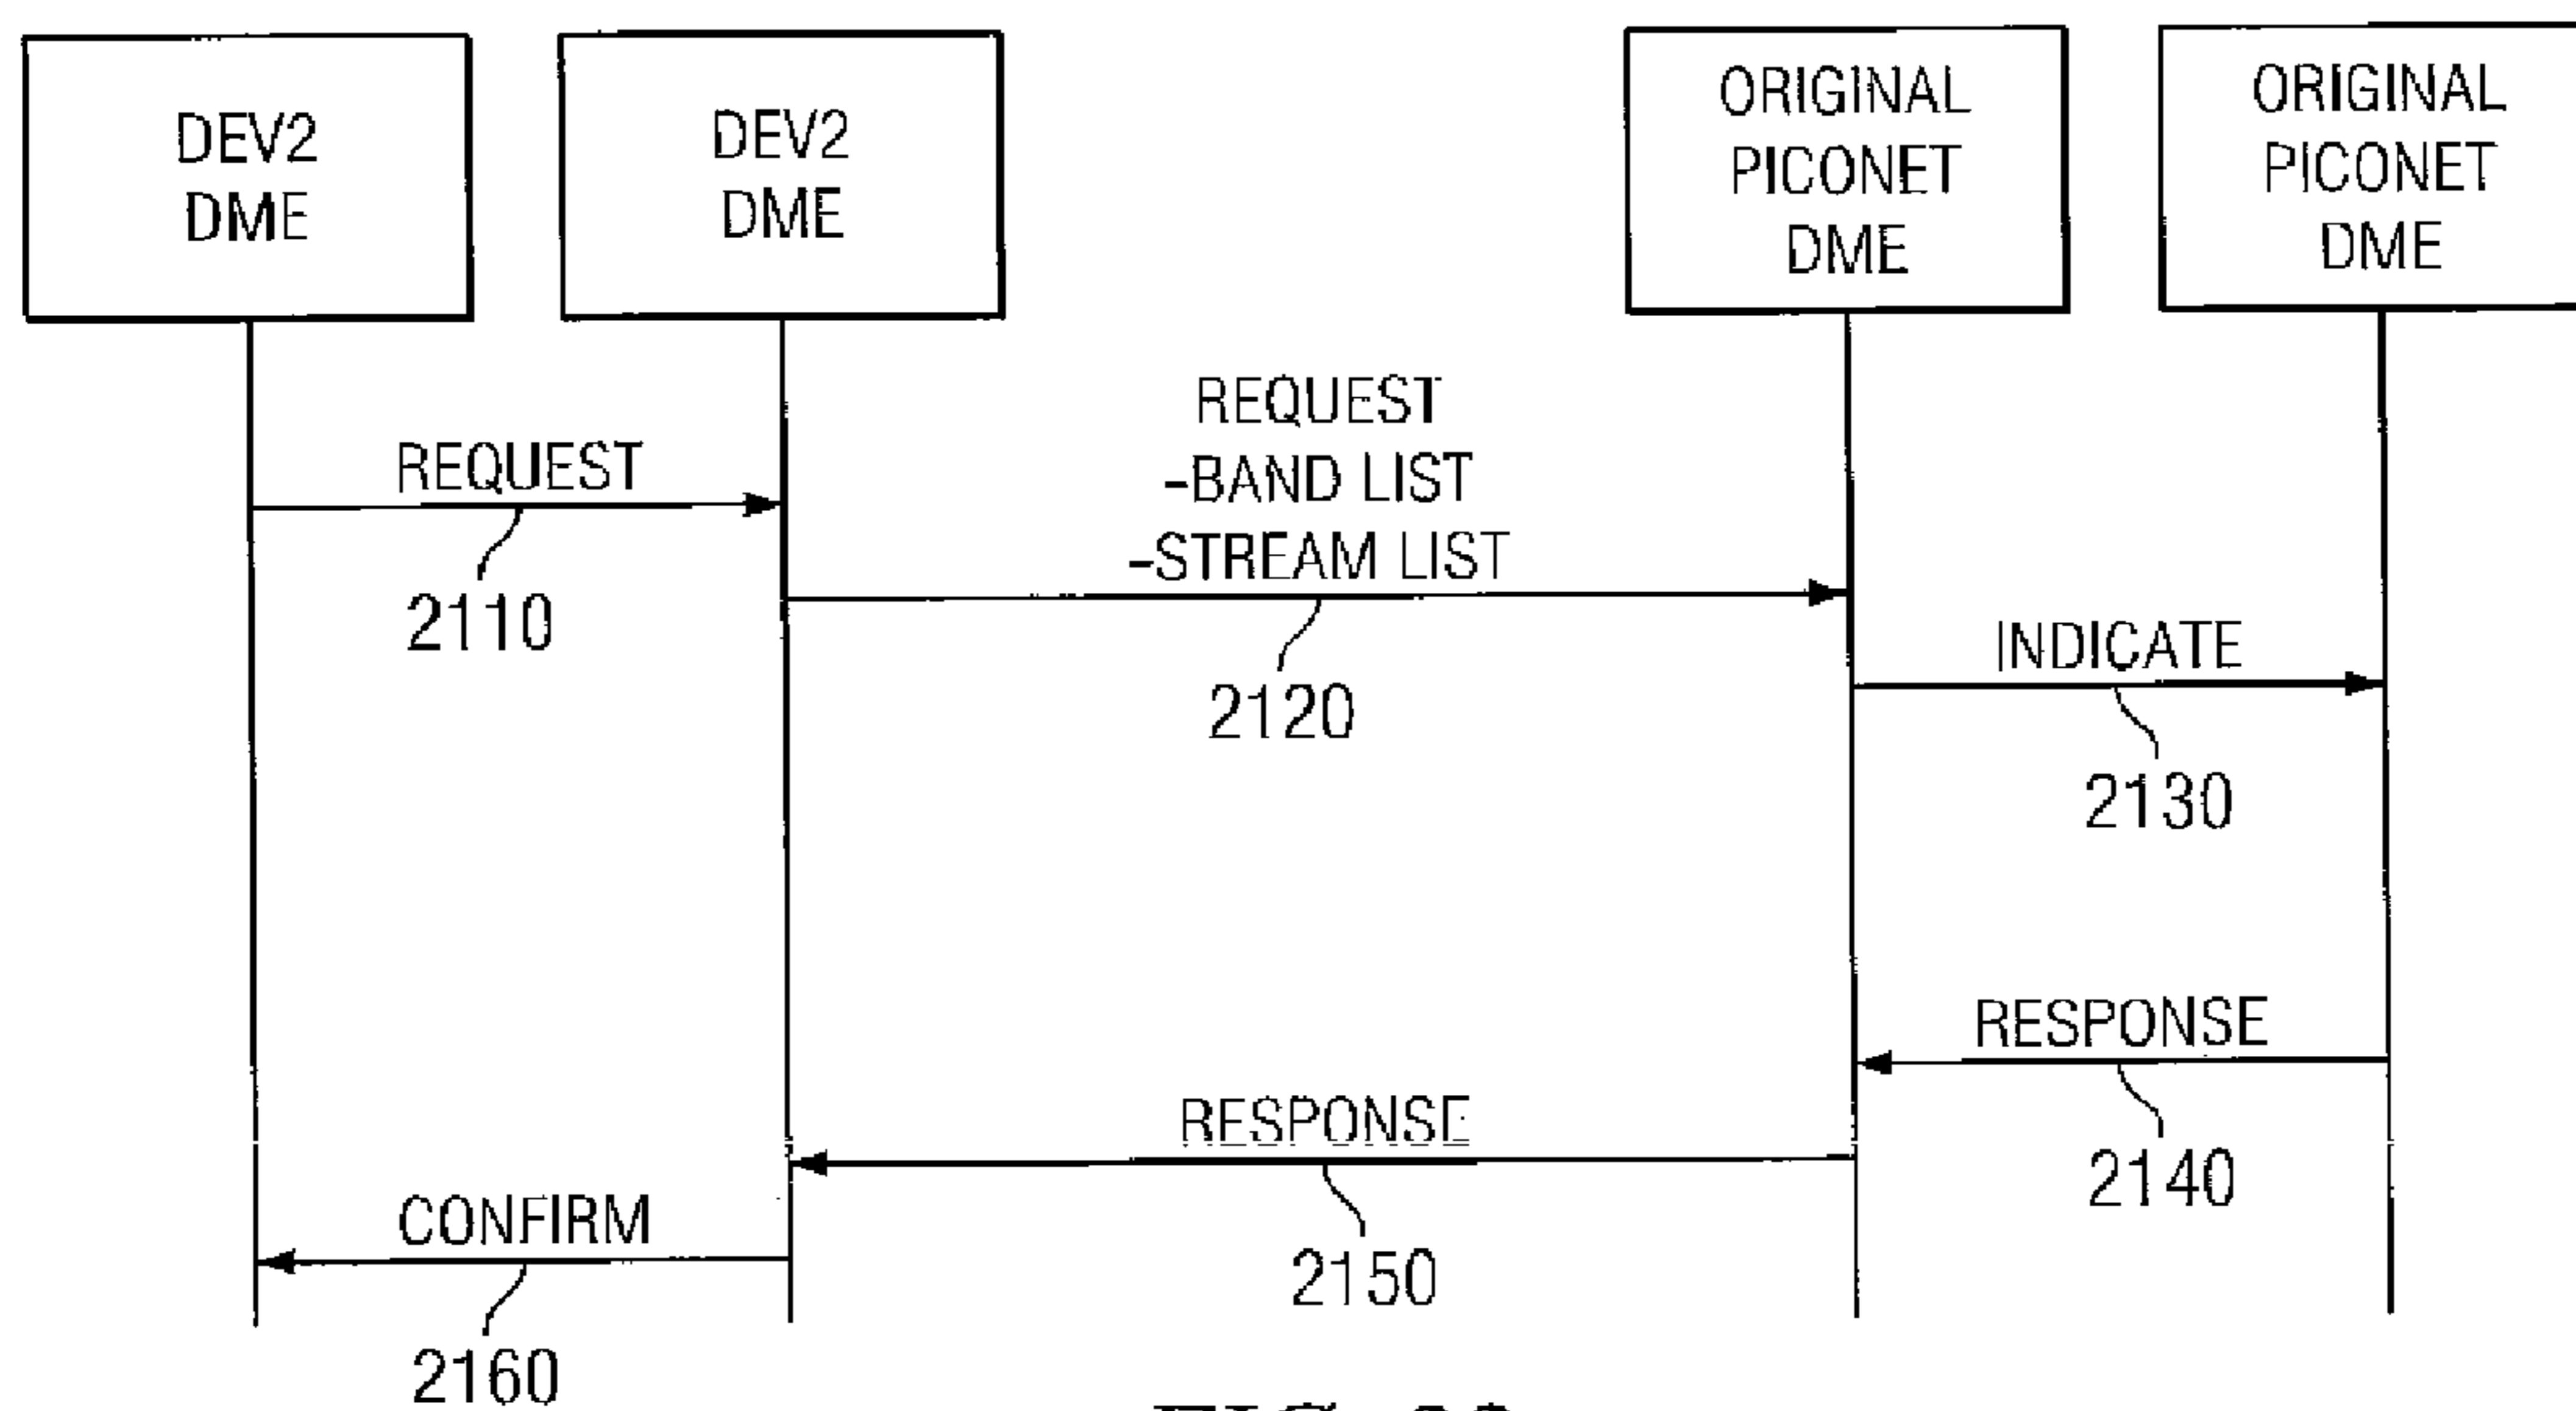 DEV2
DME
DEV2
DME
ORIGINAL
PICONET
DME
ORIGINAL
PICONET
DME
REQUEST
2110
REQUEST
-BAND LIST
-STREAM LIST
2120
INDICATE
2130
RESPONSE
2140
RESPONSE
2150
CONFIRM
2160